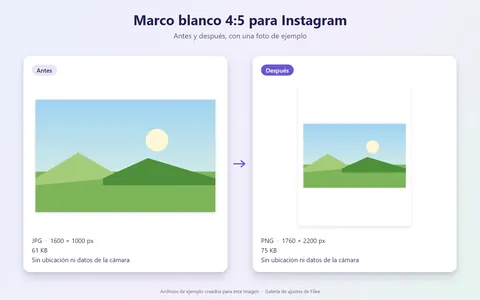 Marco blanco 4:5 para Instagram
Antes y después, con una foto de ejemplo
Antes
JPG · 1600 × 1000 px
61 KB
Sin ubicación ni datos de la cámara
Después
PNG · 1760 × 2200 px
75 KB
Sin ubicación ni datos de la cámara
Archivos de ejemplo creados para esta imagen · Galería de ajustes de Filee